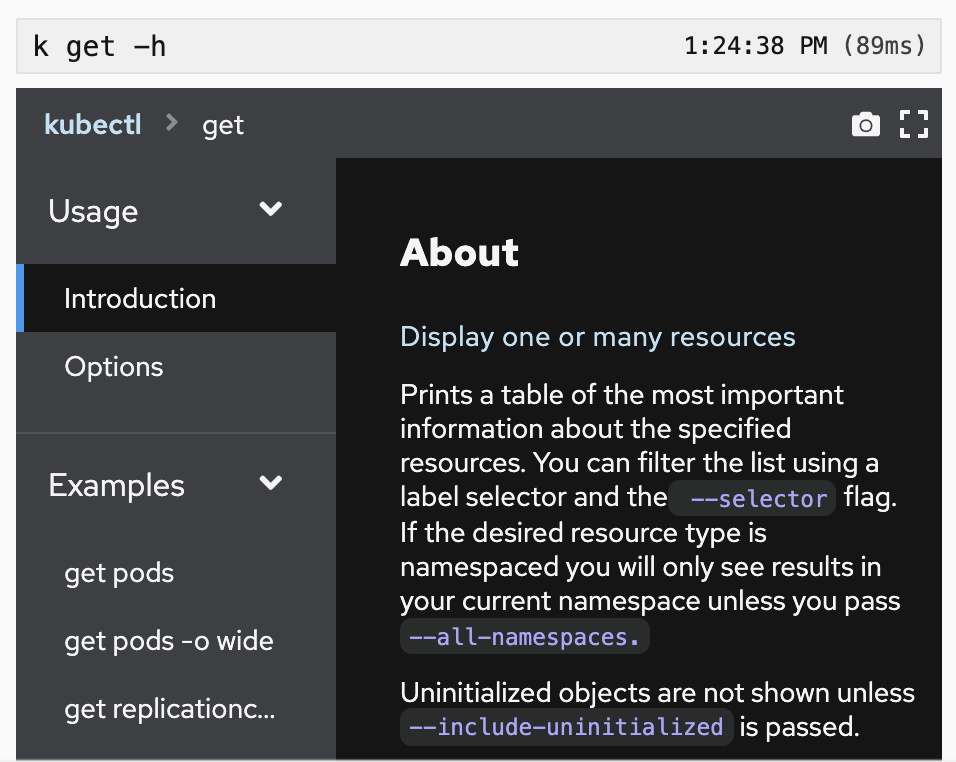 k get -h 1:24:38 PM (89ms)
kubectl > get
Usage
Introduction
Options
Examples
get pods
get pods -o wide
get replicationc...
About
Display one or many resources
Prints a table of the most important
information about the specified
resources. You can filter the list using a
label selector and the --selector flag.
If the desired resource type is
namespaced you will only see results in
your current namespace unless you pass
--all-namespaces.
Uninitialized objects are not shown unless
--include-uninitialized is passed.